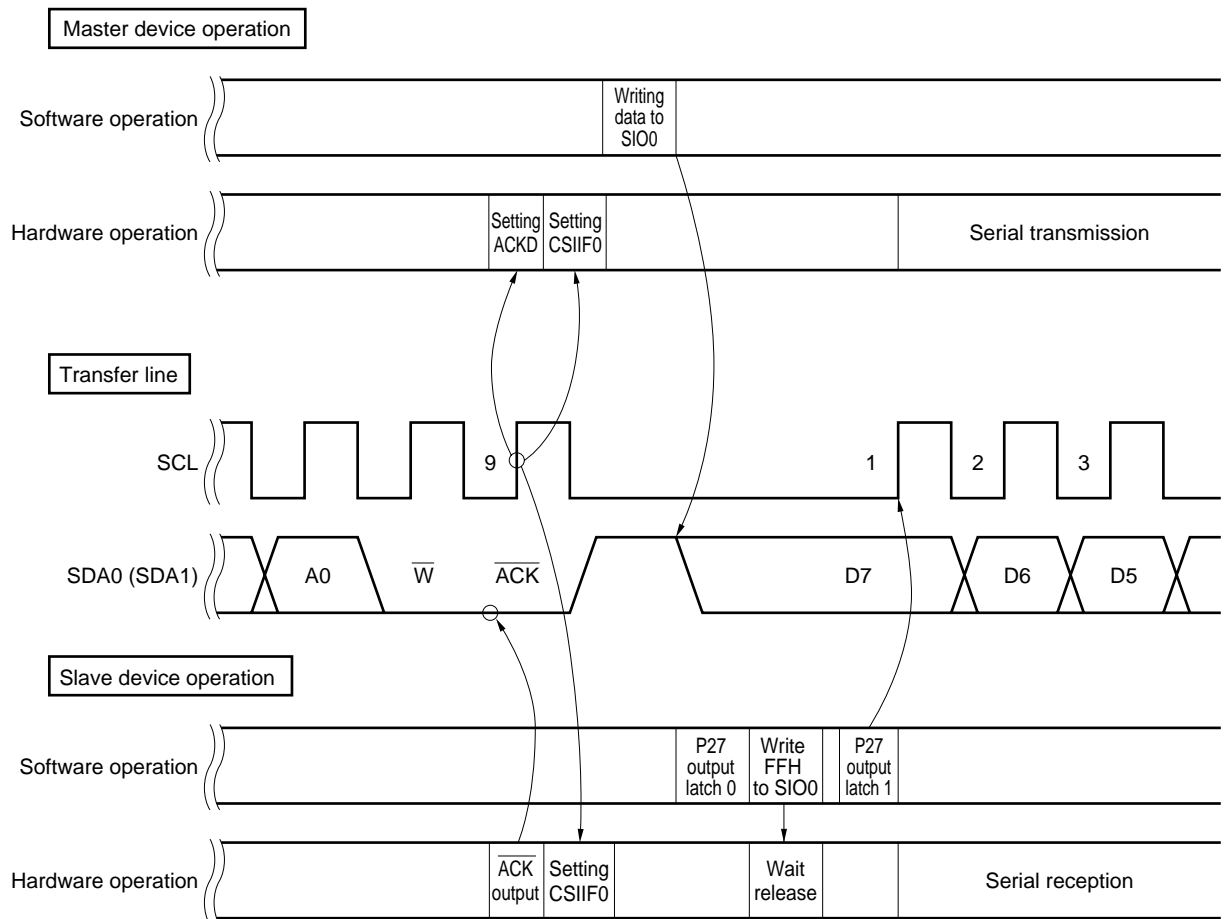 Master device operation
Software operation
Writing
data to
SIO0
Hardware operation
Setting
ACKD
Setting
CSIIF0
Serial transmission
Transfer line
SCL
9
1
2
3
SDA0 (SDA1)
A0
W̅
A̅C̅K̅
D7
D6
D5
Slave device operation
Software operation
P27
output
latch 0
Write
FFH
to SIO0
P27
output
latch 1
Hardware operation
A̅C̅K̅
output
Setting
CSIIF0
Wait
release
Serial reception